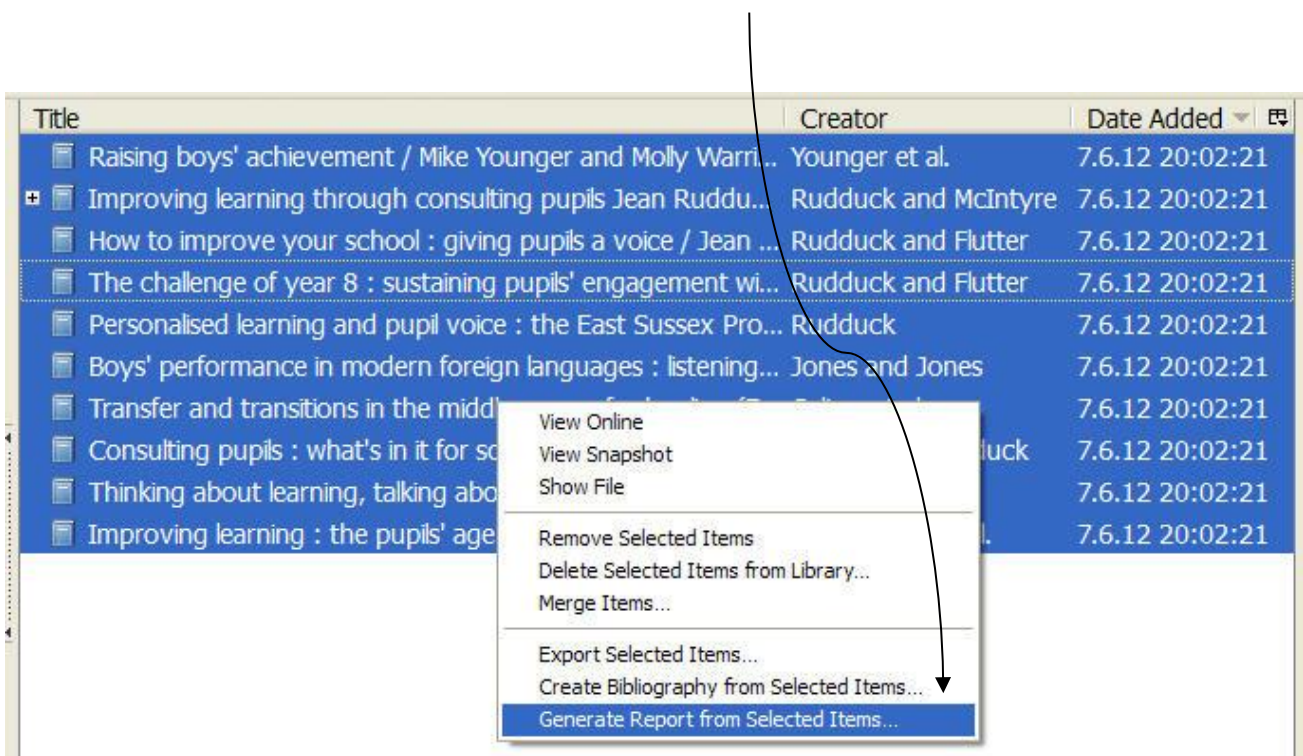 Title Creator Date Added
Raising boys' achievement / Mike Younger and Molly Warri... Younger et al. 7.6.12 20:02:21
Improving learning through consulting pupils Jean Ruddu... Rudduck and McIntyre 7.6.12 20:02:21
How to improve your school : giving pupils a voice / Jean ... Rudduck and Flutter 7.6.12 20:02:21
The challenge of year 8 : sustaining pupils' engagement wi... Rudduck and Flutter 7.6.12 20:02:21
Personalised learning and pupil voice : the East Sussex Pro... Rudduck 7.6.12 20:02:21
Boys' performance in modern foreign languages : listening... Jones and Jones 7.6.12 20:02:21
Transfer and transitions in the 7.6.12 20:02:21
Consulting pupils : what's in it for 7.6.12 20:02:21
Thinking about learning, talking 7.6.12 20:02:21
Improving learning : the pupils' 7.6.12 20:02:21
View Online
View Snapshot
Show File
Remove Selected Items
Delete Selected Items from Library...
Merge Items...
Export Selected Items...
Create Bibliography from Selected Items...
Generate Report from Selected Items...